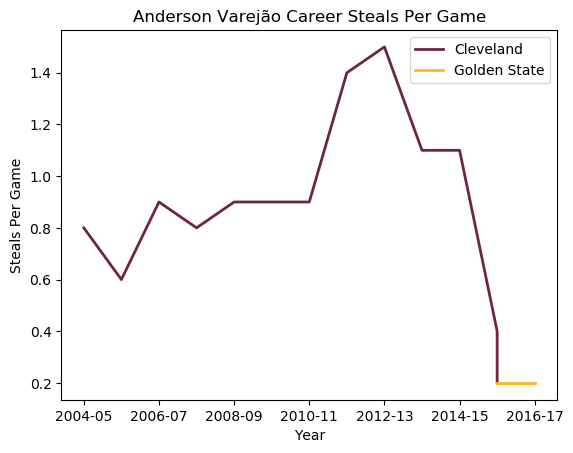 Anderson Varejão Career Steals Per Game
Cleveland
Golden State
Steals Per Game
1.4
1.2
1.0
0.8
0.6
0.4
0.2
2004-05 2006-07 2008-09 2010-11 2012-13 2014-15 2016-17
Year